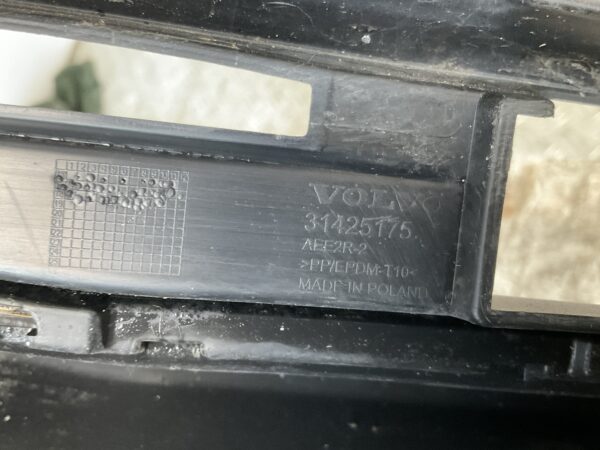 VOLVO
31425175
AEE2R-2
>PP/EPDM-T10<
MADE IN POLAND